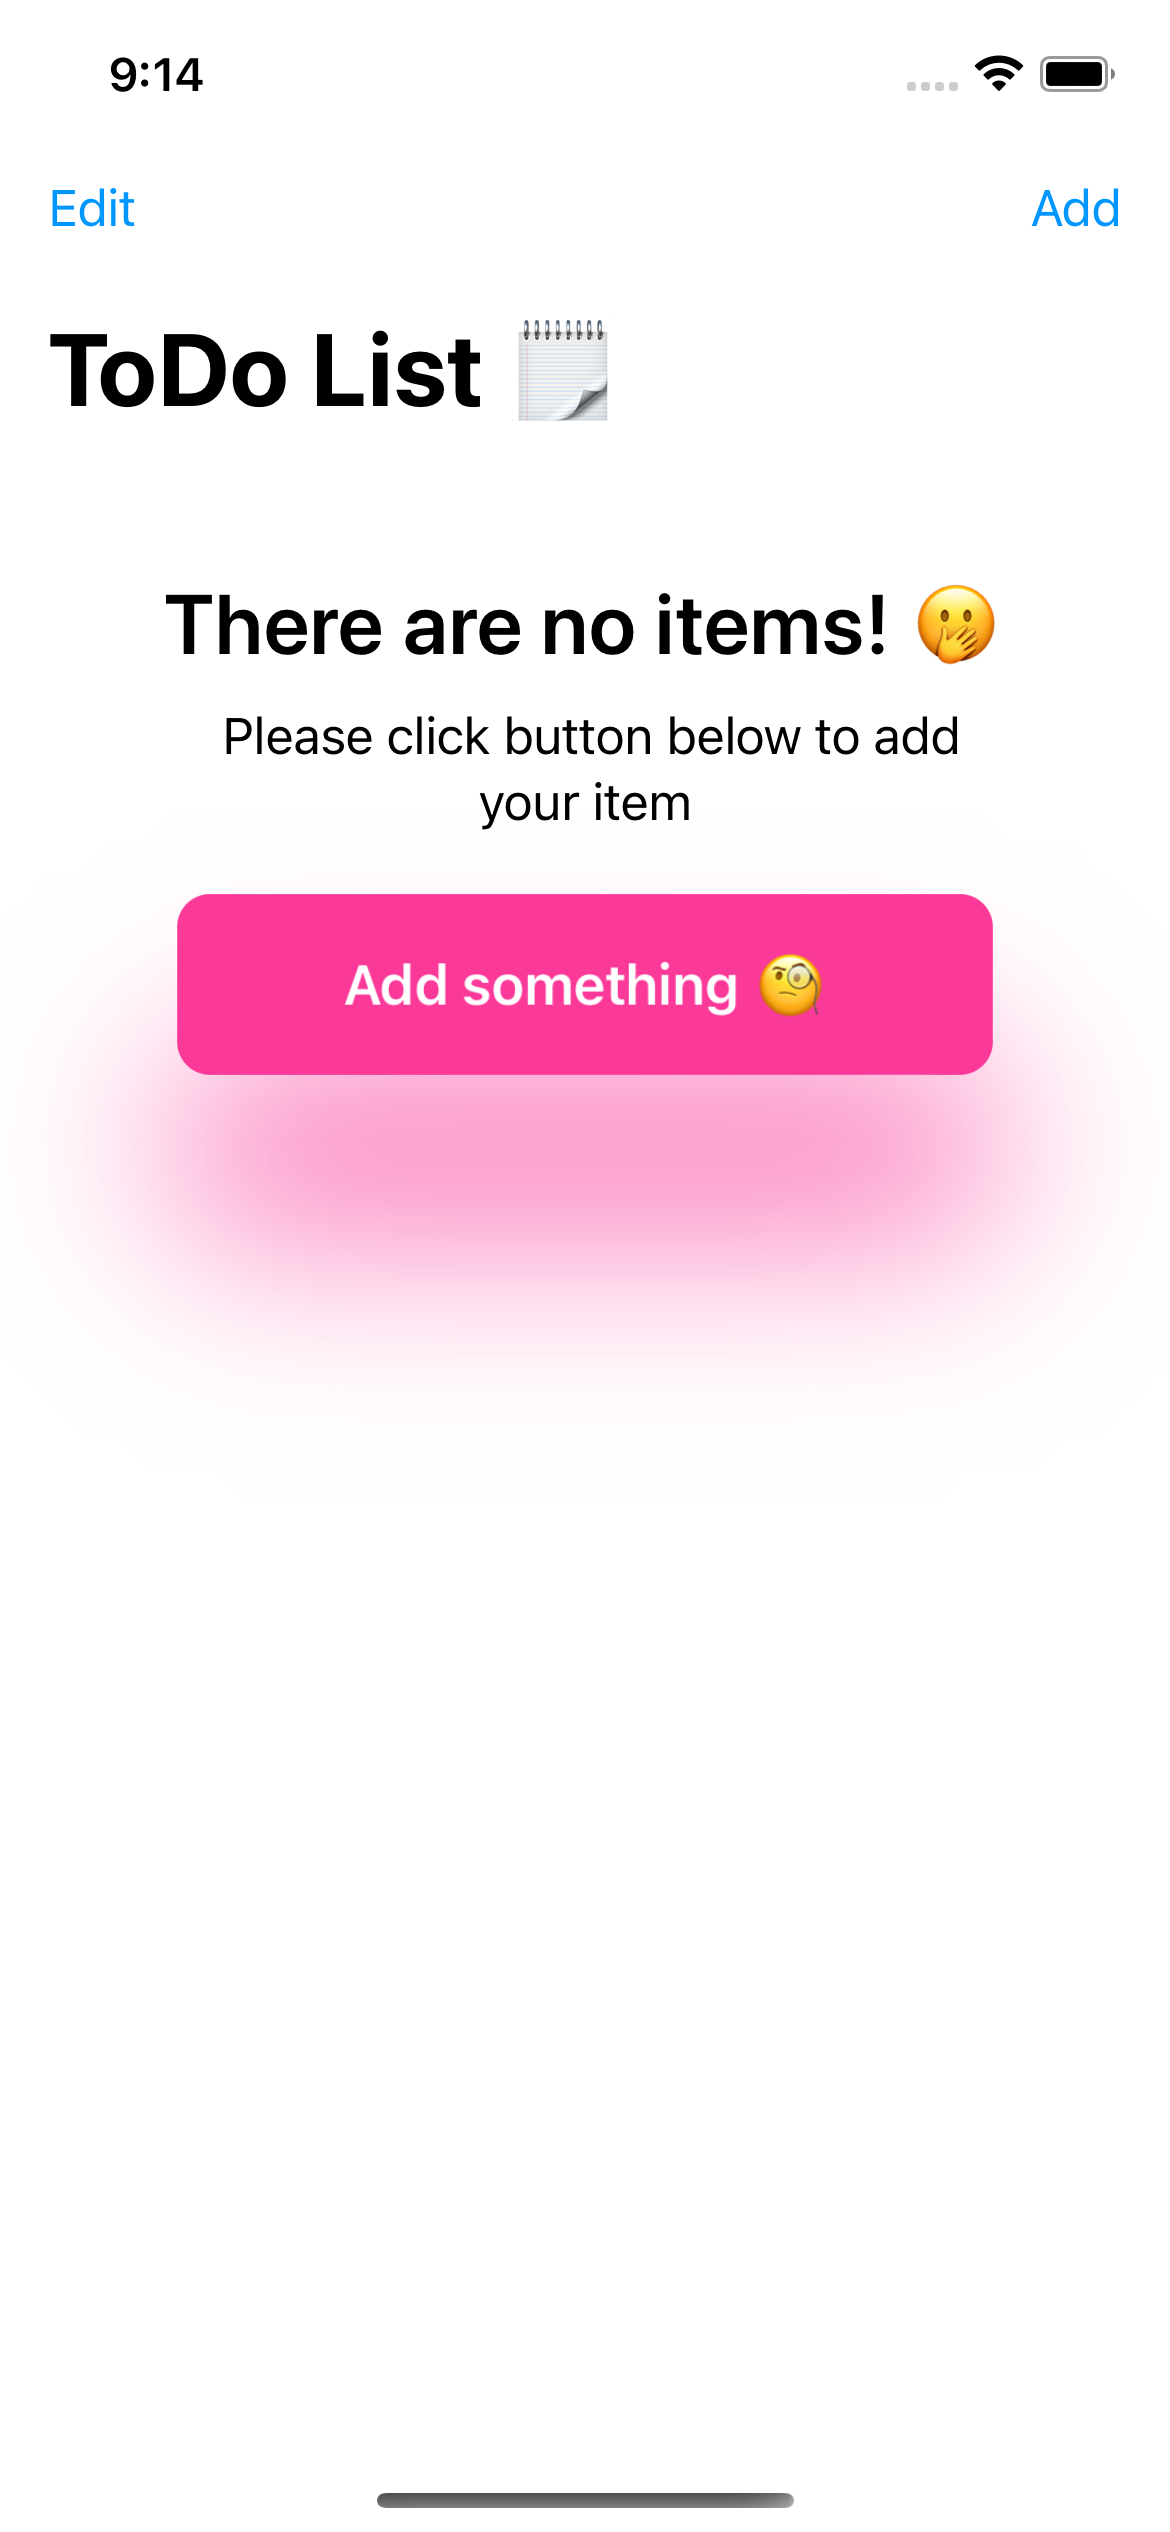 9:14
Edit
Add
ToDo List 🗒️
There are no items! 🫢
Please click button below to add
your item
Add something 🧐